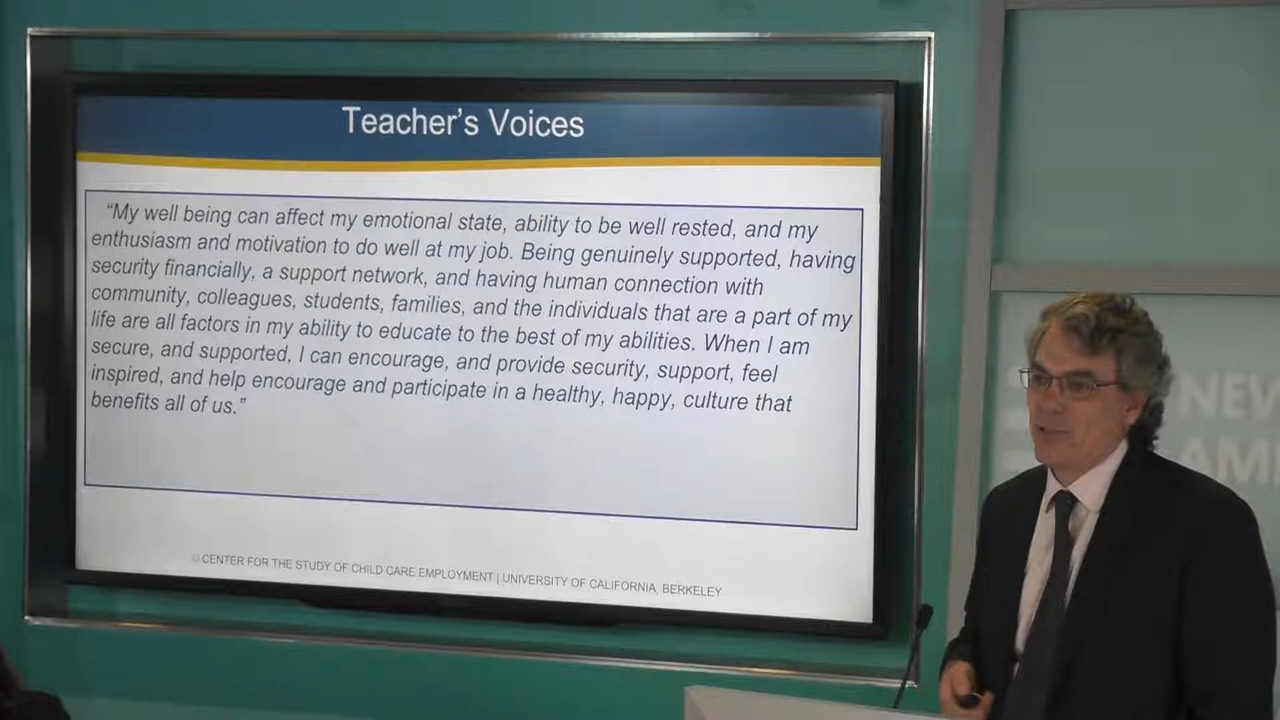 Teacher's Voices
“My well being can affect my emotional state, ability to be well rested, and my
enthusiasm and motivation to do well at my job. Being genuinely supported, having
security financially, a support network, and having human connection with
community, colleagues, students, families, and the individuals that are a part of my
life are all factors in my ability to educate to the best of my abilities. When I am
secure, and supported, I can encourage, and provide security, support, feel
inspired, and help encourage and participate in a healthy, happy, culture that
benefits all of us.”
© CENTER FOR THE STUDY OF CHILD CARE EMPLOYMENT | UNIVERSITY OF CALIFORNIA, BERKELEY
NEW
AME